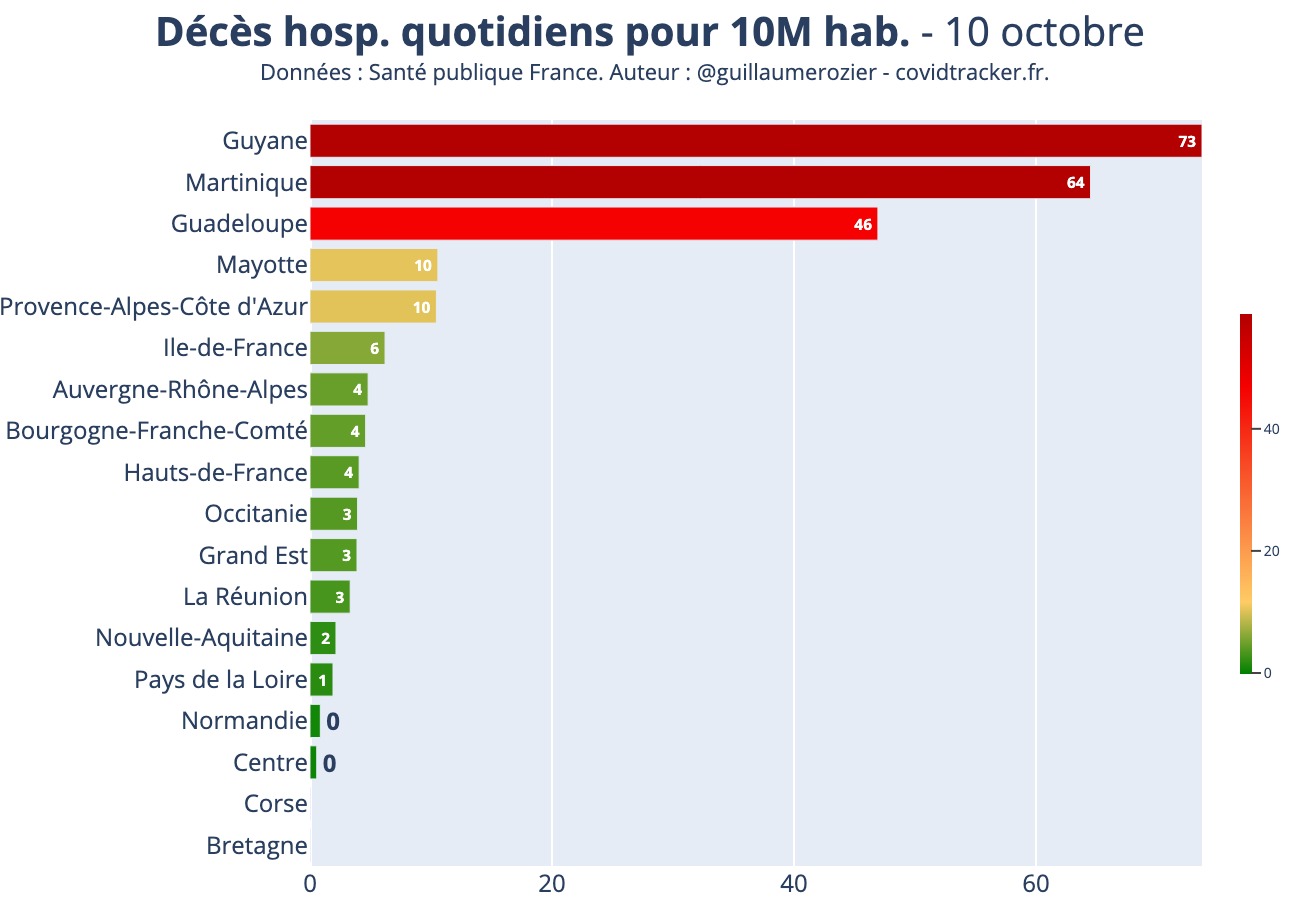 Décès hosp. quotidiens pour 10M hab. - 10 octobre
Données : Santé publique France. Auteur : @guillaumerozier - covidtracker.fr.
Guyane 73
Martinique 64
Guadeloupe 46
Mayotte 10
Provence-Alpes-Côte d'Azur 10
Ile-de-France 6
Auvergne-Rhône-Alpes 4
Bourgogne-Franche-Comté 4
Hauts-de-France 4
Occitanie 3
Grand Est 3
La Réunion 3
Nouvelle-Aquitaine 2
Pays de la Loire 1
Normandie 0
Centre 0
Corse
Bretagne
0 20 40 60
40
20
0